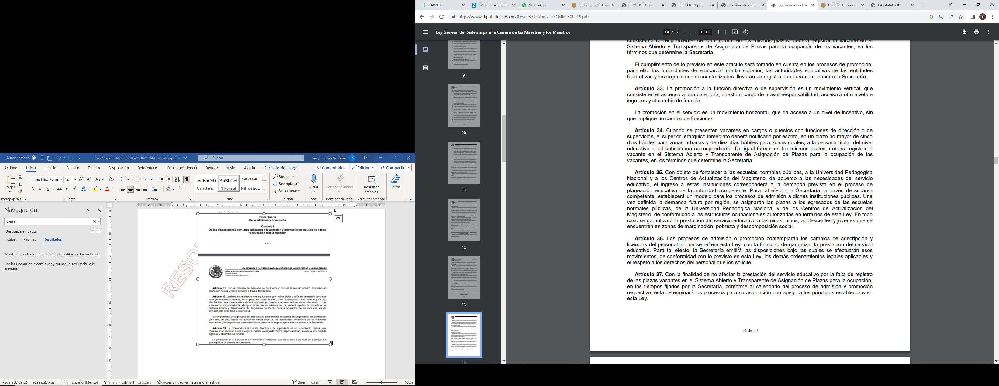 Autoguardado
16232 _acum_MODIFICA y CONFIRMA_SEIEM_reporte...
Buscar
Evelyn Souza Santana
ES
Archivo
Inicio
Insertar
Dibujar
Diseño
Disposición
Referencias
Correspondencia
Revisar
Vista
Ayuda
Formato de imagen
Comentarios
Edición
Compartir
Pegar
Times New Roma
12
N K S ab x₂ x²
AaBbCcD
Caracteres...
AaBbCcI
¶ Normal
AaBbCcDdEe
Ref. de no...
Buscar
Reemplazar
Seleccionar
Dictar
Confidencialidad
Reutilizar
archivos
Editor
Portapapeles
Fuente
Párrafo
Estilos
Edición
Voz
Confidencialidad
Reutilizar archivos
Navegación
cierre
Búsqueda en pausa
Títulos
Páginas
Resultados
Word se ha detenido para que pueda editar su documento.
Use las flechas para continuar y avanzar al resultado más
acertado.
RESO
Título Cuarto
De la admisión y promoción
Capítulo I
De las disposiciones comunes aplicables a la admisión y promoción en educación básica
y educación media superior
13 de 37
LEY GENERAL DEL SISTEMA PARA LA CARRERA DE LAS MAESTRAS Y LOS MAESTROS
CÁMARA DE DIPUTADOS DEL H. CONGRESO DE LA UNIÓN
Nueva Ley DOF 30-09-2019
Secretaría General
Secretaría de Servicios Parlamentarios
Artículo 31. Con el proceso de admisión se dará acceso formal al servicio público educativo en
educación básica y media superior a través del Sistema.
Artículo 32. La directora, el director o el equivalente que realice dicha función en la escuela donde se
haya generado una vacante, en un plazo no mayor de cinco días hábiles para zonas urbanas y de diez
días hábiles para zonas rurales, deberá notificarlo por escrito a la persona titular del nivel educativo o del
subsistema correspondiente; de igual forma, en los mismos plazos, deberá registrar la vacante en el
Sistema Abierto y Transparente de Asignación de Plazas para la ocupación de las vacantes, en los
términos que determine la Secretaría.
El cumplimiento de lo previsto en este artículo será tomado en cuenta en los procesos de promoción;
para ello, las autoridades de educación media superior, las autoridades educativas de las entidades
federativas y los organismos descentralizados, llevarán un registro que darán a conocer a la Secretaría.
Artículo 33. La promoción a la función directiva o de supervisión es un movimiento vertical, que
consiste en el ascenso a una categoría, puesto o cargo de mayor responsabilidad, acceso a otro nivel de
ingresos y el cambio de función.
La promoción en el servicio es un movimiento horizontal, que da acceso a un nivel de incentivo, sin
que implique un cambio de funciones.
Página 33 de 52
9699 palabras
Español (México)
Predicciones de texto: activado
Accesibilidad: es necesario investigar
Concentración
100%
SAIMEX
Inicio de sesión en
WhatsApp
Unidad del Sistema
COP-EB-21.pdf
COP-EB-21.pdf
lineamientos_gene
Ley General del Sis
Unidad del Sistema
BAEstatal.pdf
https://www.diputados.gob.mx/LeyesBiblio/pdf/LGSCMM_300919.pdf
e
Ley General del Sistema para la Carrera de las Maestras y los Maestros
14 / 37
129%
9
10
11
12
13
14
subsistema correspondiente; de igual forma, en los mismos plazos, deberá registrar la vacante en el
Sistema Abierto y Transparente de Asignación de Plazas para la ocupación de las vacantes, en los
términos que determine la Secretaría.
El cumplimiento de lo previsto en este artículo será tomado en cuenta en los procesos de promoción;
para ello, las autoridades de educación media superior, las autoridades educativas de las entidades
federativas y los organismos descentralizados, llevarán un registro que darán a conocer a la Secretaría.
Artículo 33. La promoción a la función directiva o de supervisión es un movimiento vertical, que
consiste en el ascenso a una categoría, puesto o cargo de mayor responsabilidad, acceso a otro nivel de
ingresos y el cambio de función.
La promoción en el servicio es un movimiento horizontal, que da acceso a un nivel de incentivo, sin
que implique un cambio de funciones.
Artículo 34. Cuando se presenten vacantes en cargos o puestos con funciones de dirección o de
supervisión, el superior jerárquico inmediato deberá notificarlo por escrito, en un plazo no mayor de cinco
días hábiles para zonas urbanas y de diez días hábiles para zonas rurales, a la persona titular del nivel
educativo o del subsistema correspondiente. De igual forma, en los mismos plazos, deberá registrar la
vacante en el Sistema Abierto y Transparente de Asignación de Plazas para la ocupación de las
vacantes, en los términos que determine la Secretaría.
Artículo 35. Con objeto de fortalecer a las escuelas normales públicas, a la Universidad Pedagógica
Nacional y a los Centros de Actualización del Magisterio, de acuerdo a las necesidades del servicio
educativo, el ingreso a estas instituciones corresponderá a la demanda prevista en el proceso de
planeación educativa de la autoridad competente. Para tal efecto, la Secretaría, a través de su área
competente, establecerá un modelo para los procesos de admisión a dichas instituciones públicas. Una
vez definida la demanda futura por región, se asignarán las plazas a los egresados de las escuelas
normales públicas, de la Universidad Pedagógica Nacional y de los Centros de Actualización del
Magisterio, de conformidad a las estructuras ocupacionales autorizadas en términos de esta Ley. En todo
caso se garantizará la prestación del servicio educativo a las niñas, niños, adolescentes y jóvenes que se
encuentren en zonas de marginación, pobreza y descomposición social.
Artículo 36. Los procesos de admisión o promoción contemplarán los cambios de adscripción y
licencias del personal al que se refiere esta Ley, con la finalidad de garantizar la prestación del servicio
educativo. Para tal efecto, la Secretaría emitirá las disposiciones bajo las cuales se efectuarán esos
movimientos, de conformidad con lo previsto en esta Ley, los demás ordenamientos legales aplicables y
el respeto a los derechos del personal que los solicite.
Artículo 37. Con la finalidad de no afectar la prestación del servicio educativo por la falta de registro
de las plazas vacantes en el Sistema Abierto y Transparente de Asignación de Plazas para la ocupación,
en los tiempos fijados por la Secretaría, conforme al calendario del proceso de admisión y promoción
respectivo, ésta determinará los procesos para su asignación con apego a los principios establecidos en
esta Ley.
14 de 37